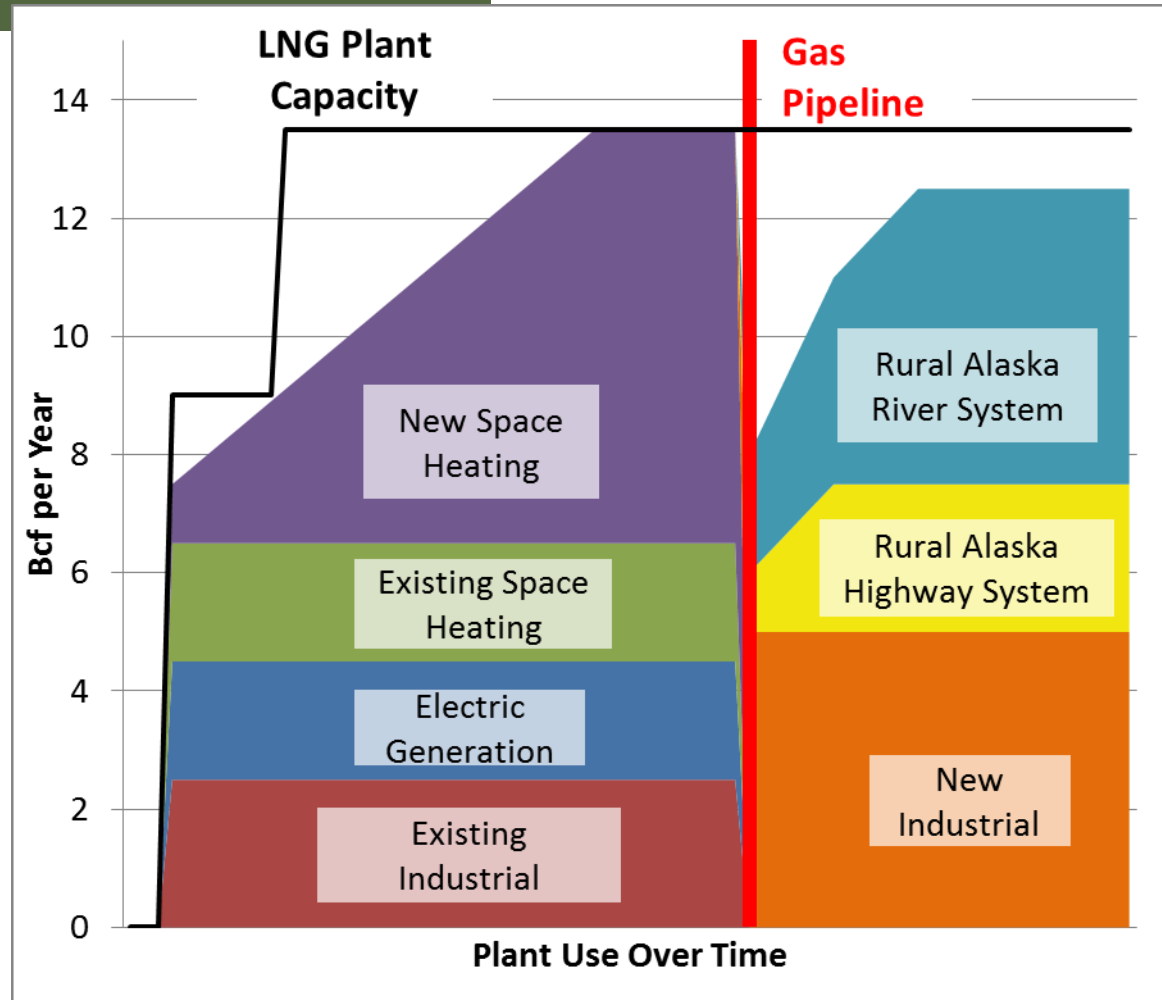 LNG Plant
Capacity
Gas
Pipeline
14
12
10
8
6
4
2
0
Bcf per Year
New Space
Heating
Existing Space
Heating
Electric
Generation
Existing
Industrial
Rural Alaska
River System
Rural Alaska
Highway System
New
Industrial
Plant Use Over Time